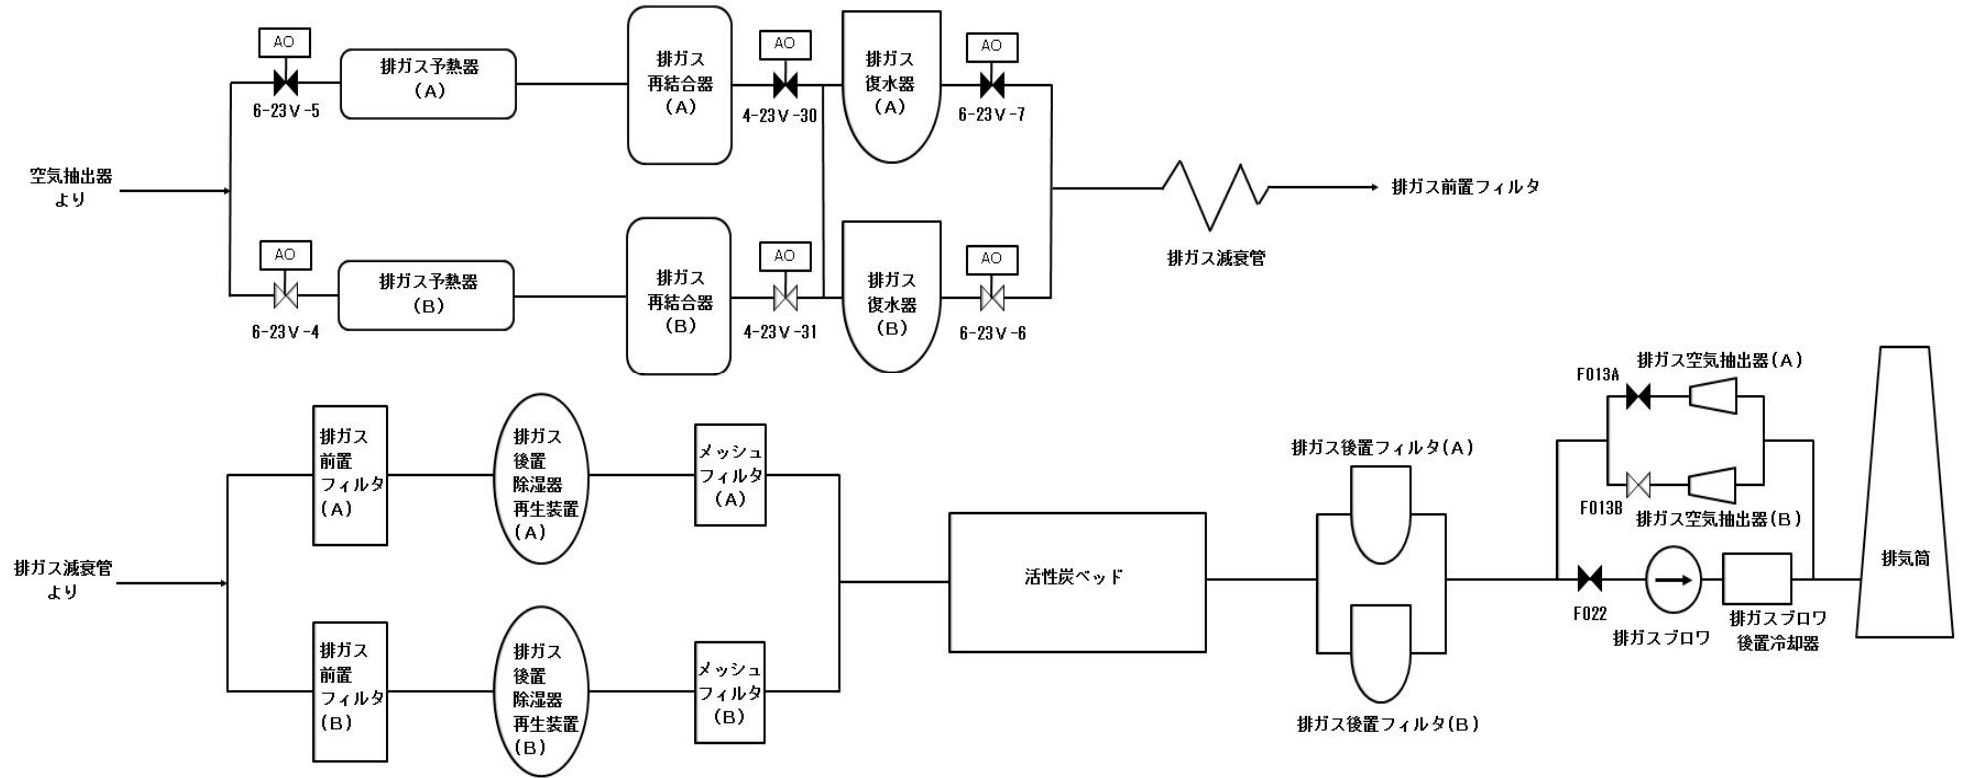 AO
6-23V-5
排ガス予熱器
(A)
排ガス
再結合器
(A)
AO
4-23V-30
排ガス
復水器
(A)
AO
6-23V-7
空気抽出器
より
AO
6-23V-4
排ガス予熱器
(B)
排ガス
再結合器
(B)
AO
4-23V-31
排ガス
復水器
(B)
AO
6-23V-6
排ガス減衰管
排ガス前置フィルタ
排ガス減衰管
より
排ガス
前置
フィルタ
(A)
排ガス
後置
除湿器
再生装置
(A)
メッシュ
フィルタ
(A)
排ガス
前置
フィルタ
(B)
排ガス
後置
除湿器
再生装置
(B)
メッシュ
フィルタ
(B)
活性炭ベッド
排ガス後置フィルタ(A)
排ガス後置フィルタ(B)
F013A
排ガス空気抽出器(A)
F013B
排ガス空気抽出器(B)
F022
排ガスブロワ
排ガスブロワ
後置冷却器
排気筒